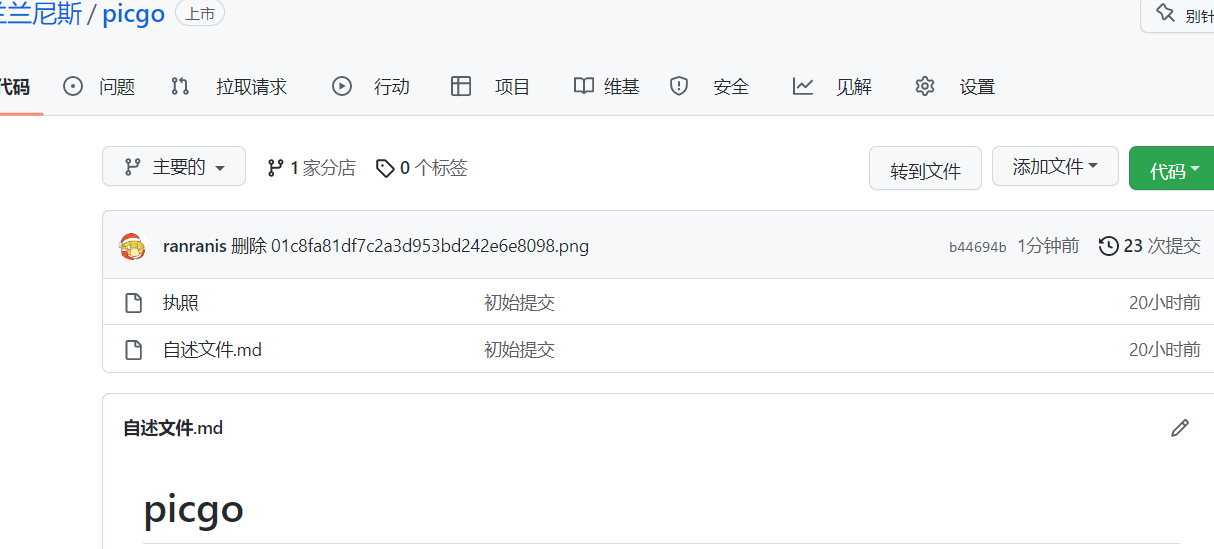 兰尼斯 / picgo 上市
别针
代码 问题 拉取请求 行动 项目 维基 安全 见解 设置
主要的 1 家分店 0 个标签 转到文件 添加文件 代码
ranranis 删除 01c8fa81df7c2a3d953bd242e6e8098.png b44694b 1分钟前 23 次提交
执照 初始提交 20小时前
自述文件.md 初始提交 20小时前
自述文件.md
picgo